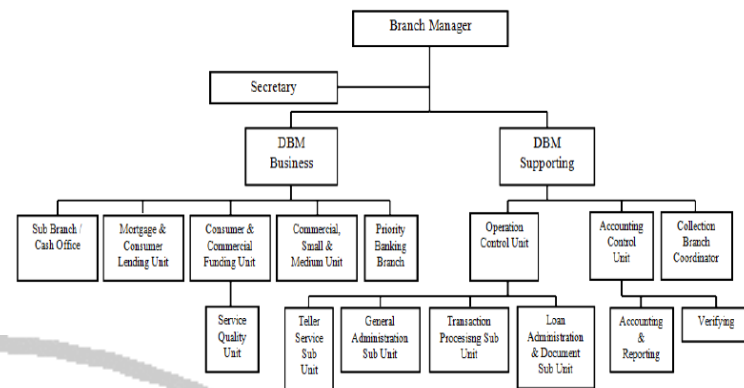 Branch Manager
Secretary
DBM
Business
DBM
Supporting
Sub Branch /
Cash Office
Mortgage &
Consumer
Lending Unit
Consumer &
Commercial
Funding Unit
Commercial,
Small &
Medium Unit
Priority
Banking
Branch
Operation
Control Unit
Accounting
Control
Unit
Collection
Branch
Coordinator
Service
Quality
Unit
Teller
Service Sub
Unit
General
Administration
Sub Unit
Transaction
Processisng Sub
Unit
Loan
Administration
& Document
Sub Unit
Accounting
&
Reporting
Verifying